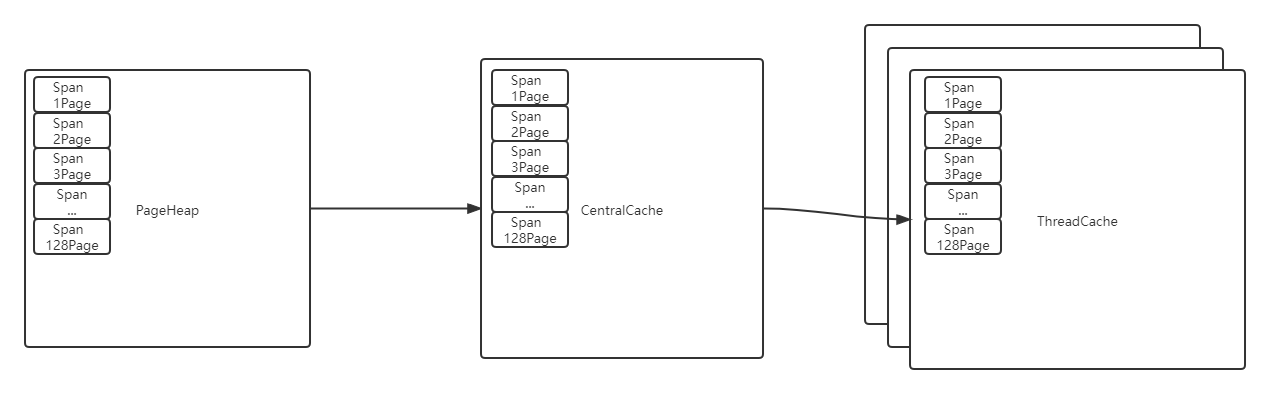 Span
1Page
Span
2Page
Span
3Page
Span
...
Span
128Page
PageHeap
Span
1Page
Span
2Page
Span
3Page
Span
...
Span
128Page
CentralCache
Span
1Page
Span
2Page
Span
3Page
Span
...
Span
128Page
ThreadCache